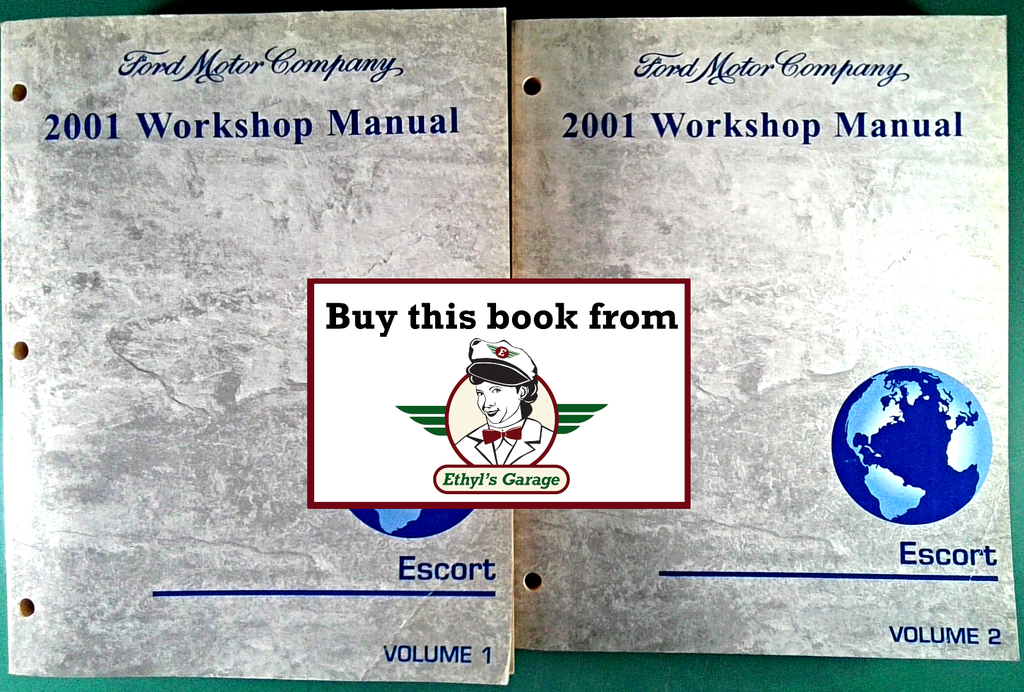 Ford Motor Company
2001 Workshop Manual
Escort
VOLUME 1
Ford Motor Company
2001 Workshop Manual
Escort
VOLUME 2
Buy this book from
E
Ethyl's Garage